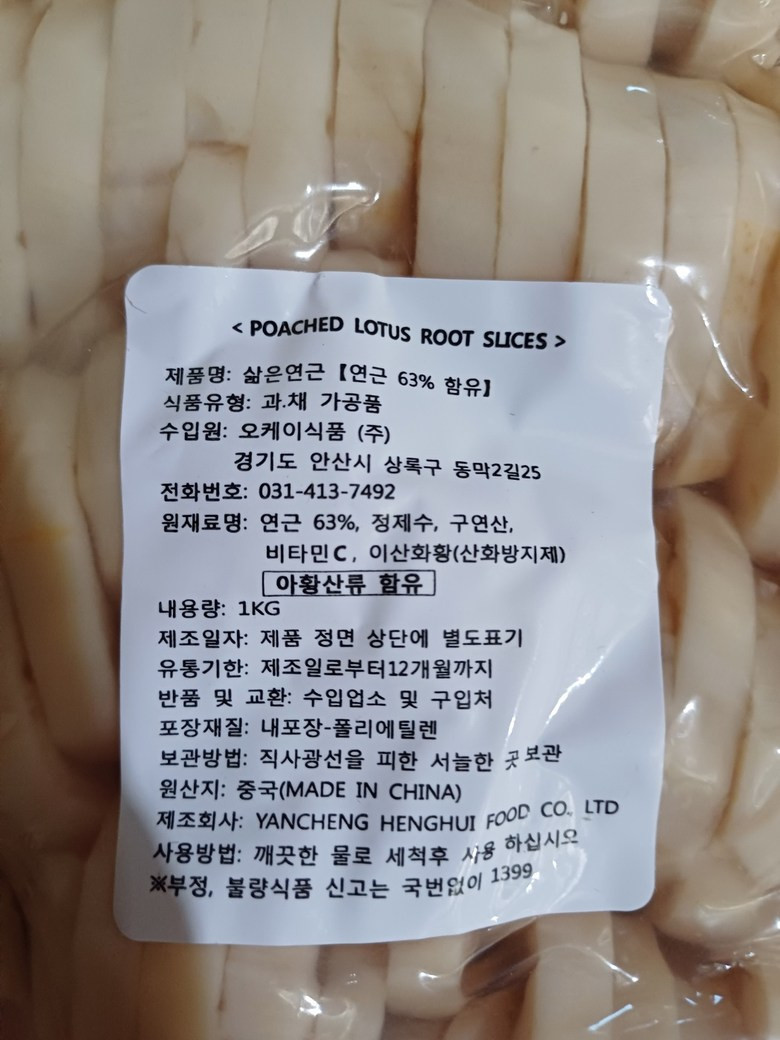 < POACHED LOTUS ROOT SLICES >
제품명: 삶은연근 【연근 63% 함유】
식품유형: 과.채 가공품
수입원: 오케이식품 (주)
경기도 안산시 상록구 동막2길25
전화번호: 031-413-7492
원재료명: 연근 63%, 정제수, 구연산,
비타민C, 이산화황(산화방지제)
아황산류 함유
내용량: 1KG
제조일자: 제품 정면 상단에 별도표기
유통기한: 제조일로부터12개월까지
반품 및 교환: 수입업소 및 구입처
포장재질: 내포장-폴리에틸렌
보관방법: 직사광선을 피한 서늘한 곳보관
원산지: 중국(MADE IN CHINA)
제조회사: YANCHENG HENGHUI FOOD CO., LTD
사용방법: 깨끗한 물로 세척후 사용 하십시오
※부정, 불량식품 신고는 국번없이 1399